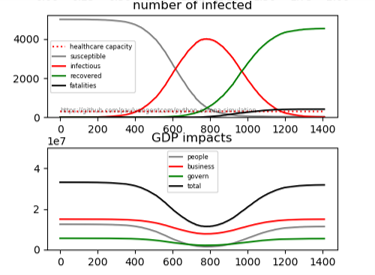 number of infected
4000
2000
0
healthcare capacity
susceptible
infectious
recovered
fatalities
0 200 400 600 800 1000 1200 1400
GDP impacts
1e7
4
2
0
people
business
govern
total
0 200 400 600 800 1000 1200 1400